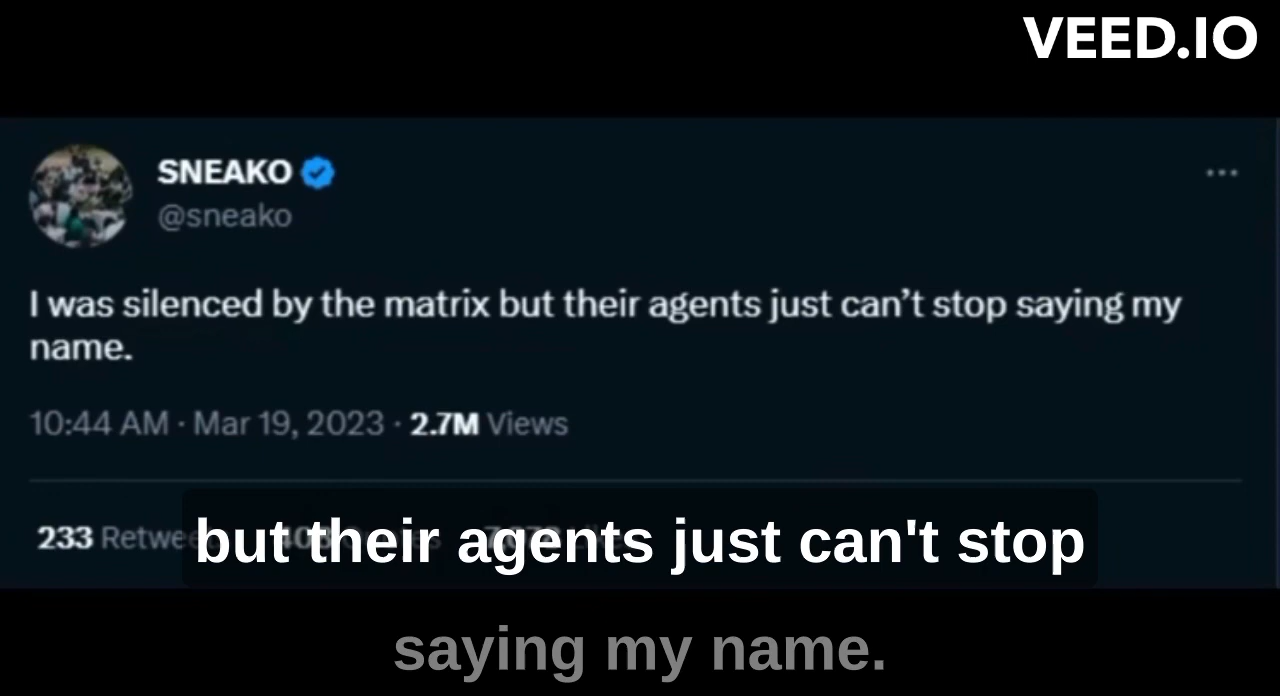 VEED.IO
SNEAKO
@sneako
I was silenced by the matrix but their agents just can’t stop saying my
name.
10:44 AM · Mar 19, 2023 · 2.7M Views
233
but their agents just can't stop
saying my name.